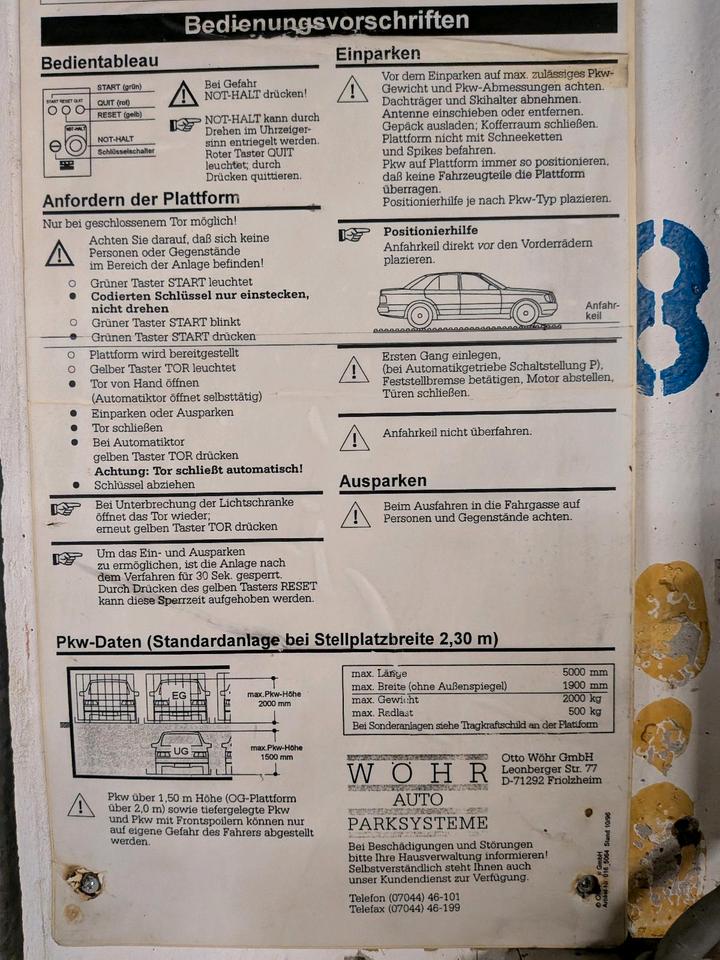 Bedienungsvorschriften
Bedientableau
START (grün)
START RESET QUIT
QUIT (rot)
RESET (gelb)
NOT-HALT
NOT-HALT
Schlüsselschalter
Bei Gefahr
NOT-HALT drücken!
NOT-HALT kann durch
Drehen im Uhrzeiger-
sinn entriegelt werden.
Roter Taster QUIT
leuchtet; durch
Drücken quittieren.
Anfordern der Plattform
Nur bei geschlossenem Tor möglich!
Achten Sie darauf, daß sich keine
Personen oder Gegenstände
im Bereich der Anlage befinden!
Grüner Taster START leuchtet
Codierten Schlüssel nur einstecken,
nicht drehen
Grüner Taster START blinkt
Grünen Taster START drücken
Plattform wird bereitgestellt
Gelber Taster TOR leuchtet
Tor von Hand öffnen
(Automatiktor öffnet selbsttätig)
Einparken oder Ausparken
Tor schließen
Bei Automatiktor
gelben Taster TOR drücken
Achtung: Tor schließt automatisch!
Schlüssel abziehen
Bei Unterbrechung der Lichtschranke
öffnet das Tor wieder;
erneut gelben Taster TOR drücken
Um das Ein- und Ausparken
zu ermöglichen, ist die Anlage nach
dem Verfahren für 30 Sek. gesperrt.
Durch Drücken des gelben Tasters RESET
kann diese Sperrzeit aufgehoben werden.
Einparken
Vor dem Einparken auf max. zulässiges Pkw-
Gewicht und Pkw-Abmessungen achten.
Dachträger und Skihalter abnehmen.
Antenne einschieben oder entfernen.
Gepäck ausladen; Kofferraum schließen.
Plattform nicht mit Schneeketten
und Spikes befahren.
Pkw auf Plattform immer so positionieren,
daß keine Fahrzeugteile die Plattform
überragen.
Positionierhilfe je nach Pkw-Typ plazieren.
Positionierhilfe
Anfahrkeil direkt vor den Vorderrädern
plazieren.
Anfahr-
keil
Ersten Gang einlegen,
(bei Automatikgetriebe Schaltstellung P),
Feststellbremse betätigen, Motor abstellen,
Türen schließen.
Anfahrkeil nicht überfahren.
Ausparken
Beim Ausfahren in die Fahrgasse auf
Personen und Gegenstände achten.
8
Pkw-Daten (Standardanlage bei Stellplatzbreite 2,30 m)
EG
max.Pkw-Höhe
2000 mm
UG
max.Pkw-Höhe
1500 mm
Pkw über 1,50 m Höhe (OG-Plattform
über 2,0 m) sowie tiefergelegte Pkw
und Pkw mit Frontspoilern können nur
auf eigene Gefahr des Fahrers abgestellt
werden.
max. Länge 5000 mm
max. Breite (ohne Außenspiegel) 1900 mm
max. Gewicht 2000 kg
max. Radlast 500 kg
Bei Sonderanlagen siehe Tragkraftschild an der Plattform
WÖHR
AUTO
PARKSYSTEME
Otto Wöhr GmbH
Leonberger Str. 77
D-71292 Friolzheim
Bei Beschädigungen und Störungen
bitte Ihre Hausverwaltung informieren!
Selbstverständlich steht Ihnen auch
unser Kundendienst zur Verfügung.
Telefon (07044) 46-101
Telefax (07044) 46-199
GmbH
Stand 10/96